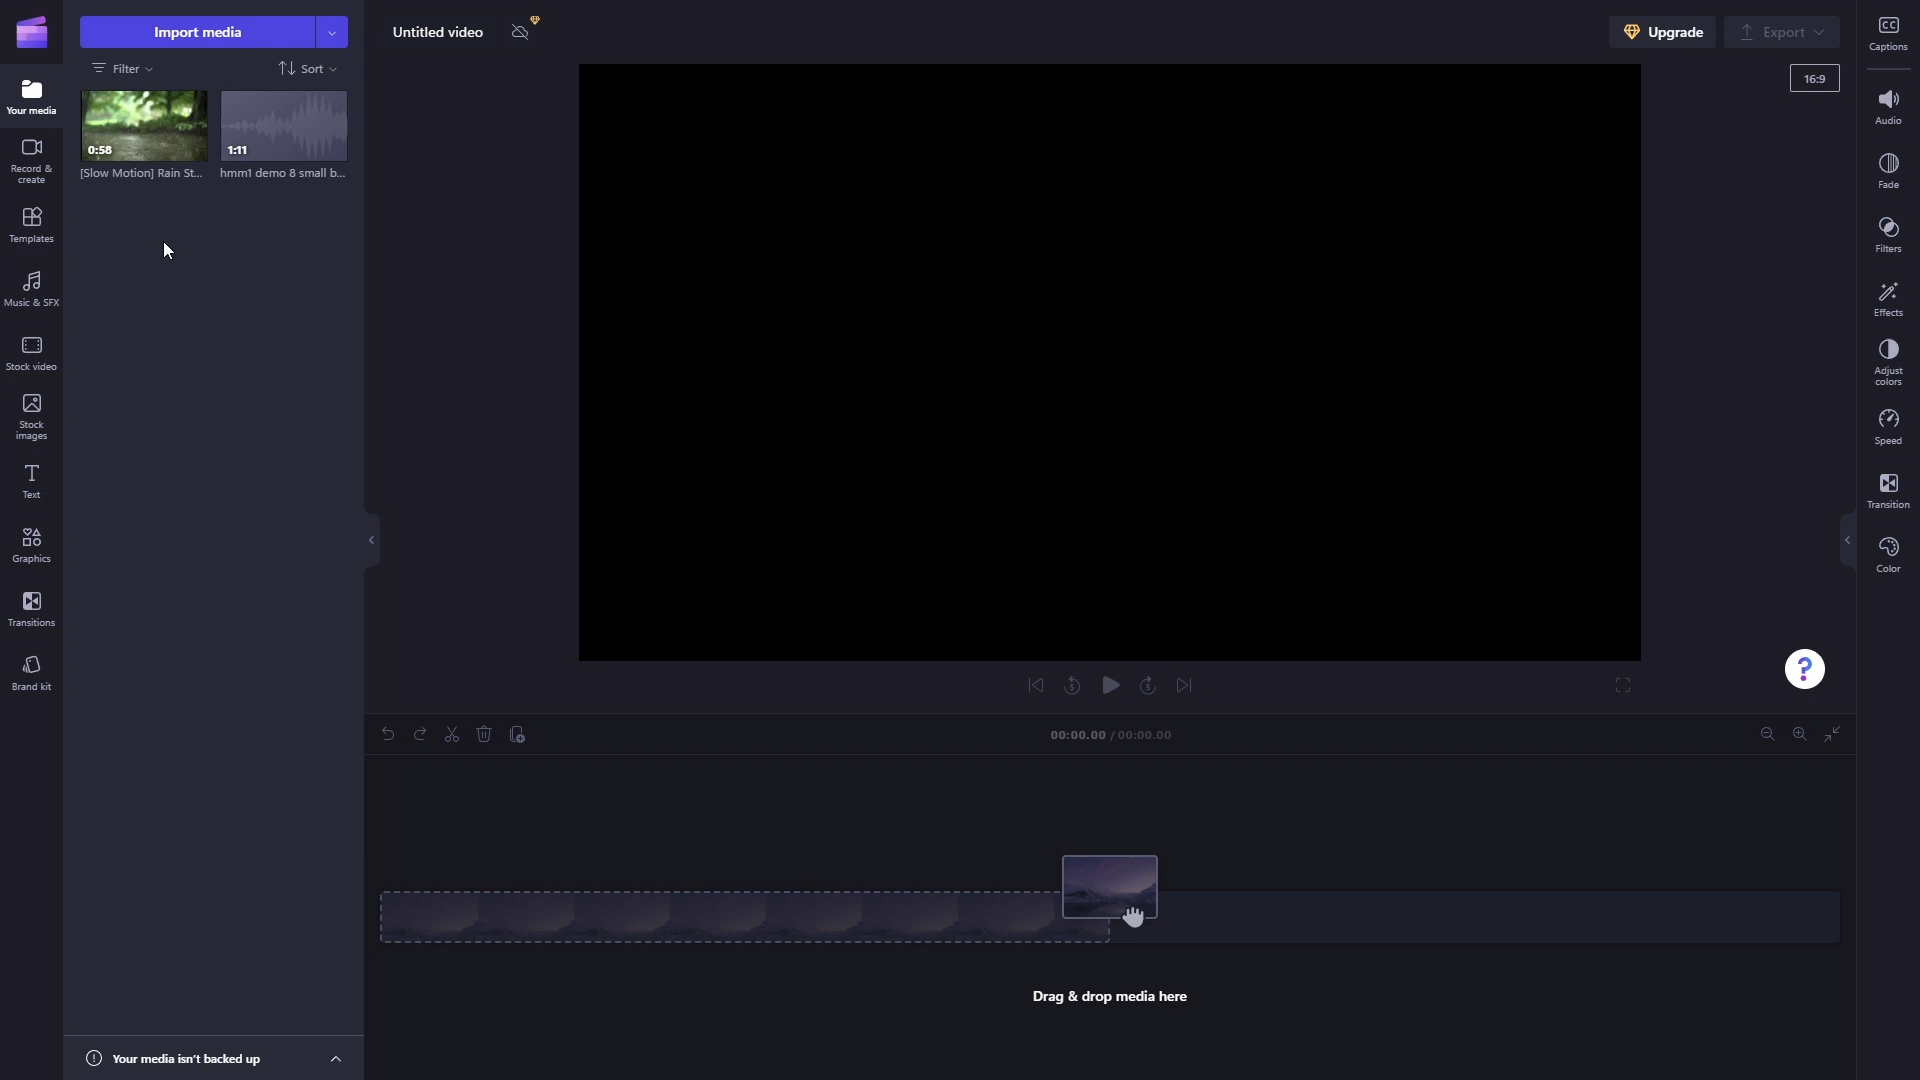 Import media
Untitled video
Upgrade
Export
CC
Captions
Filter
Sort
16:9
Your media
0:58
1:11
[Slow Motion] Rain St...
hmm1 demo 8 small b...
Audio
Record &
create
Fade
Templates
Filters
Music & SFX
Effects
Stock video
Adjust
colors
Stock
images
Speed
Text
Transition
Graphics
Color
Transitions
Brand kit
5
5
?
00:00.00 / 00:00.00
Drag & drop media here
Your media isn't backed up